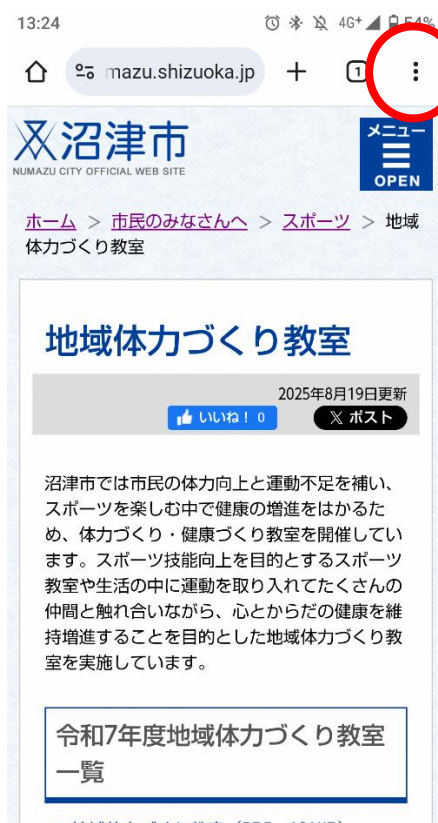 13:24 4G+ 54%
mazu.shizuoka.jp 1
沼津市
NUMAZU CITY OFFICIAL WEB SITE
メニュー
OPEN
ホーム > 市民のみなさんへ > スポーツ > 地域
体力づくり教室
地域体力づくり教室
2025年8月19日更新
いいね! 0 X ポスト
沼津市では市民の体力向上と運動不足を補い、
スポーツを楽しむ中で健康の増進をはかるた
め、体力づくり・健康づくり教室を開催してい
ます。スポーツ技能向上を目的とするスポーツ
教室や生活の中に運動を取り入れてたくさんの
仲間と触れ合いながら、心とからだの健康を維
持増進することを目的とした地域体力づくり教
室を実施しています。
令和7年度地域体力づくり教室
一覧